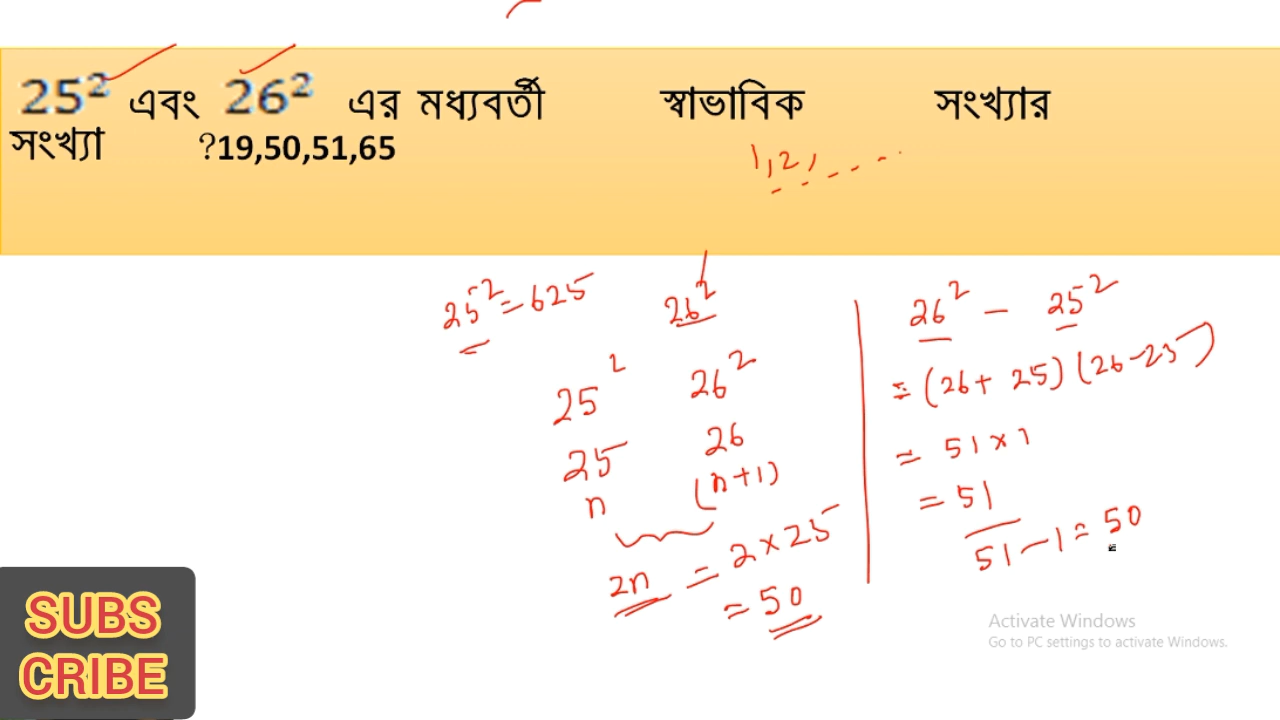 25² এবং 26² এর মধ্যবর্তী স্বাভাবিক সংখ্যার
সংখ্যা ?19,50,51,65
1,2,
25²=625 26²
25² 26²
25 26
n (n+1)
2n = 2×25
= 50
26² - 25²
= (26+ 25) (26-25)
= 51×1
= 51
51-1=50
Activate Windows
Go to PC settings to activate Windows.
SUBS
CRIBE